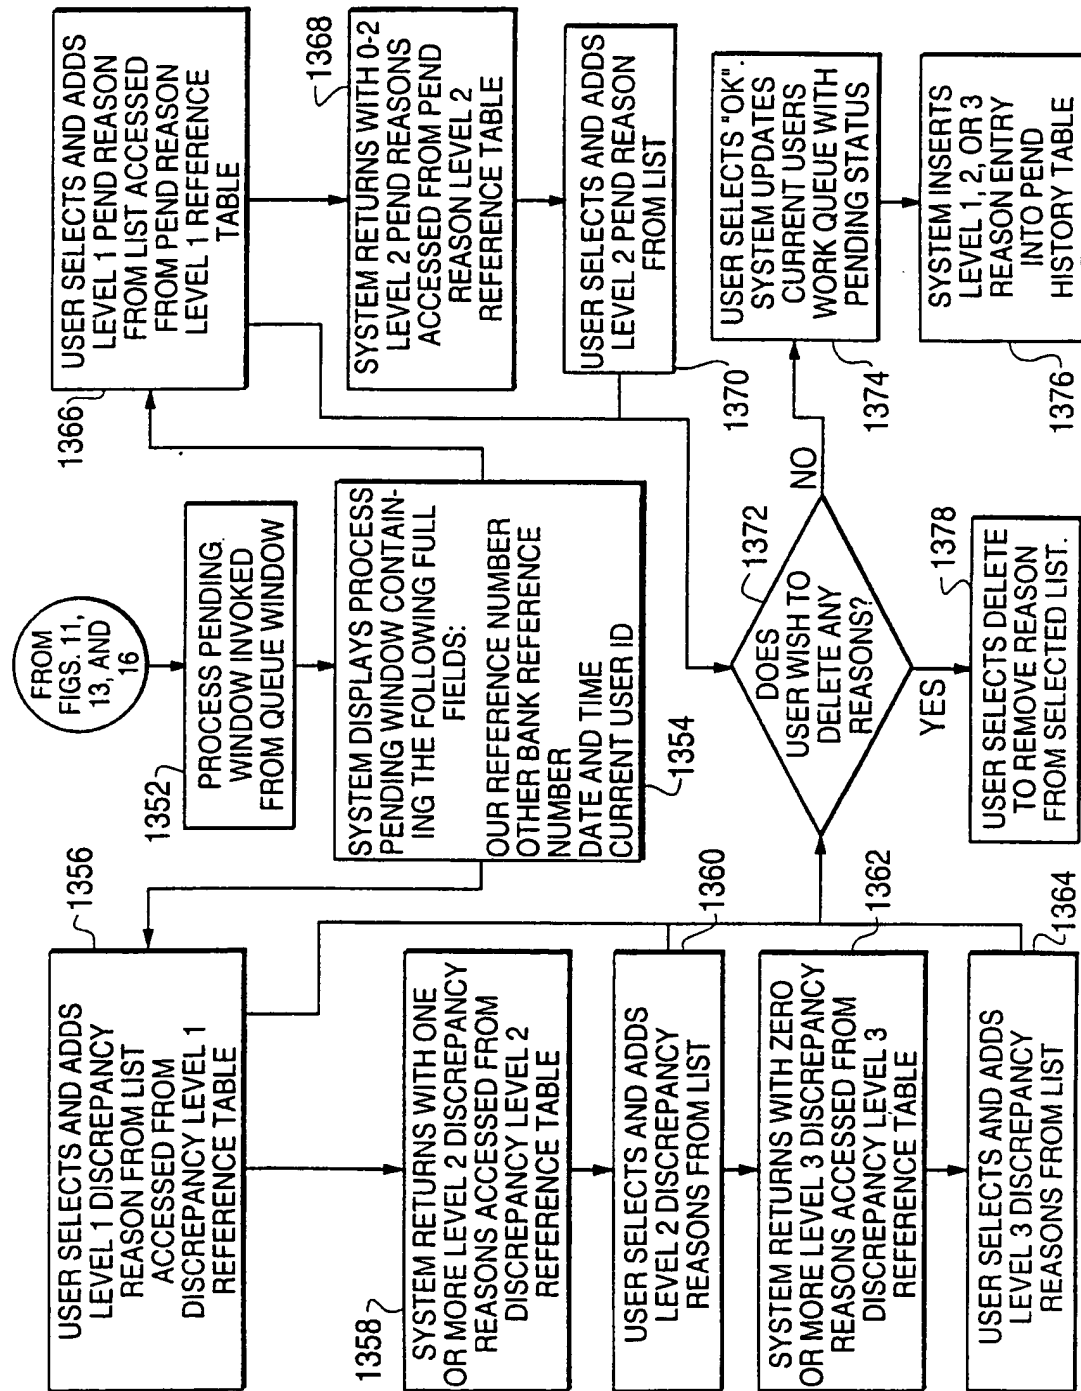 FROM
FIGS. 11,
13, AND
16
1352
PROCESS PENDING
WINDOW INVOKED
FROM QUEUE WINDOW
SYSTEM DISPLAYS PROCESS
PENDING WINDOW CONTAIN-
ING THE FOLLOWING FULL
FIELDS:
OUR REFERENCE NUMBER
OTHER BANK REFERENCE
NUMBER
DATE AND TIME
CURRENT USER ID
1354
1356
USER SELECTS AND ADDS
LEVEL 1 DISCREPANCY
REASON FROM LIST
ACCESSED FROM
DISCREPANCY LEVEL 1
REFERENCE TABLE
1358
SYSTEM RETURNS WITH ONE
OR MORE LEVEL 2 DISCREPANCY
REASONS ACCESSED FROM
DISCREPANCY LEVEL 2
REFERENCE TABLE
1360
USER SELECTS AND ADDS
LEVEL 2 DISCREPANCY
REASONS FROM LIST
1362
SYSTEM RETURNS WITH ZERO
OR MORE LEVEL 3 DISCREPANCY
REASONS ACCESSED FROM
DISCREPANCY LEVEL 3
REFERENCE TABLE
1364
USER SELECTS AND ADDS
LEVEL 3 DISCREPANCY
REASONS FROM LIST
1366
USER SELECTS AND ADDS
LEVEL 1 PEND REASON
FROM LIST ACCESSED
FROM PEND REASON
LEVEL 1 REFERENCE
TABLE
1368
SYSTEM RETURNS WITH 0-2
LEVEL 2 PEND REASONS
ACCESSED FROM PEND
REASON LEVEL 2
REFERENCE TABLE
USER SELECTS AND ADDS
LEVEL 2 PEND REASON
FROM LIST
1370
1372
DOES
USER WISH TO
DELETE ANY
REASONS?
NO
YES
USER SELECTS "OK".
SYSTEM UPDATES
CURRENT USERS
WORK QUEUE WITH
PENDING STATUS
1374
SYSTEM INSERTS
LEVEL 1, 2, OR 3
REASON ENTRY
INTO PEND
HISTORY TABLE
1376
1378
USER SELECTS DELETE
TO REMOVE REASON
FROM SELECTED LIST.